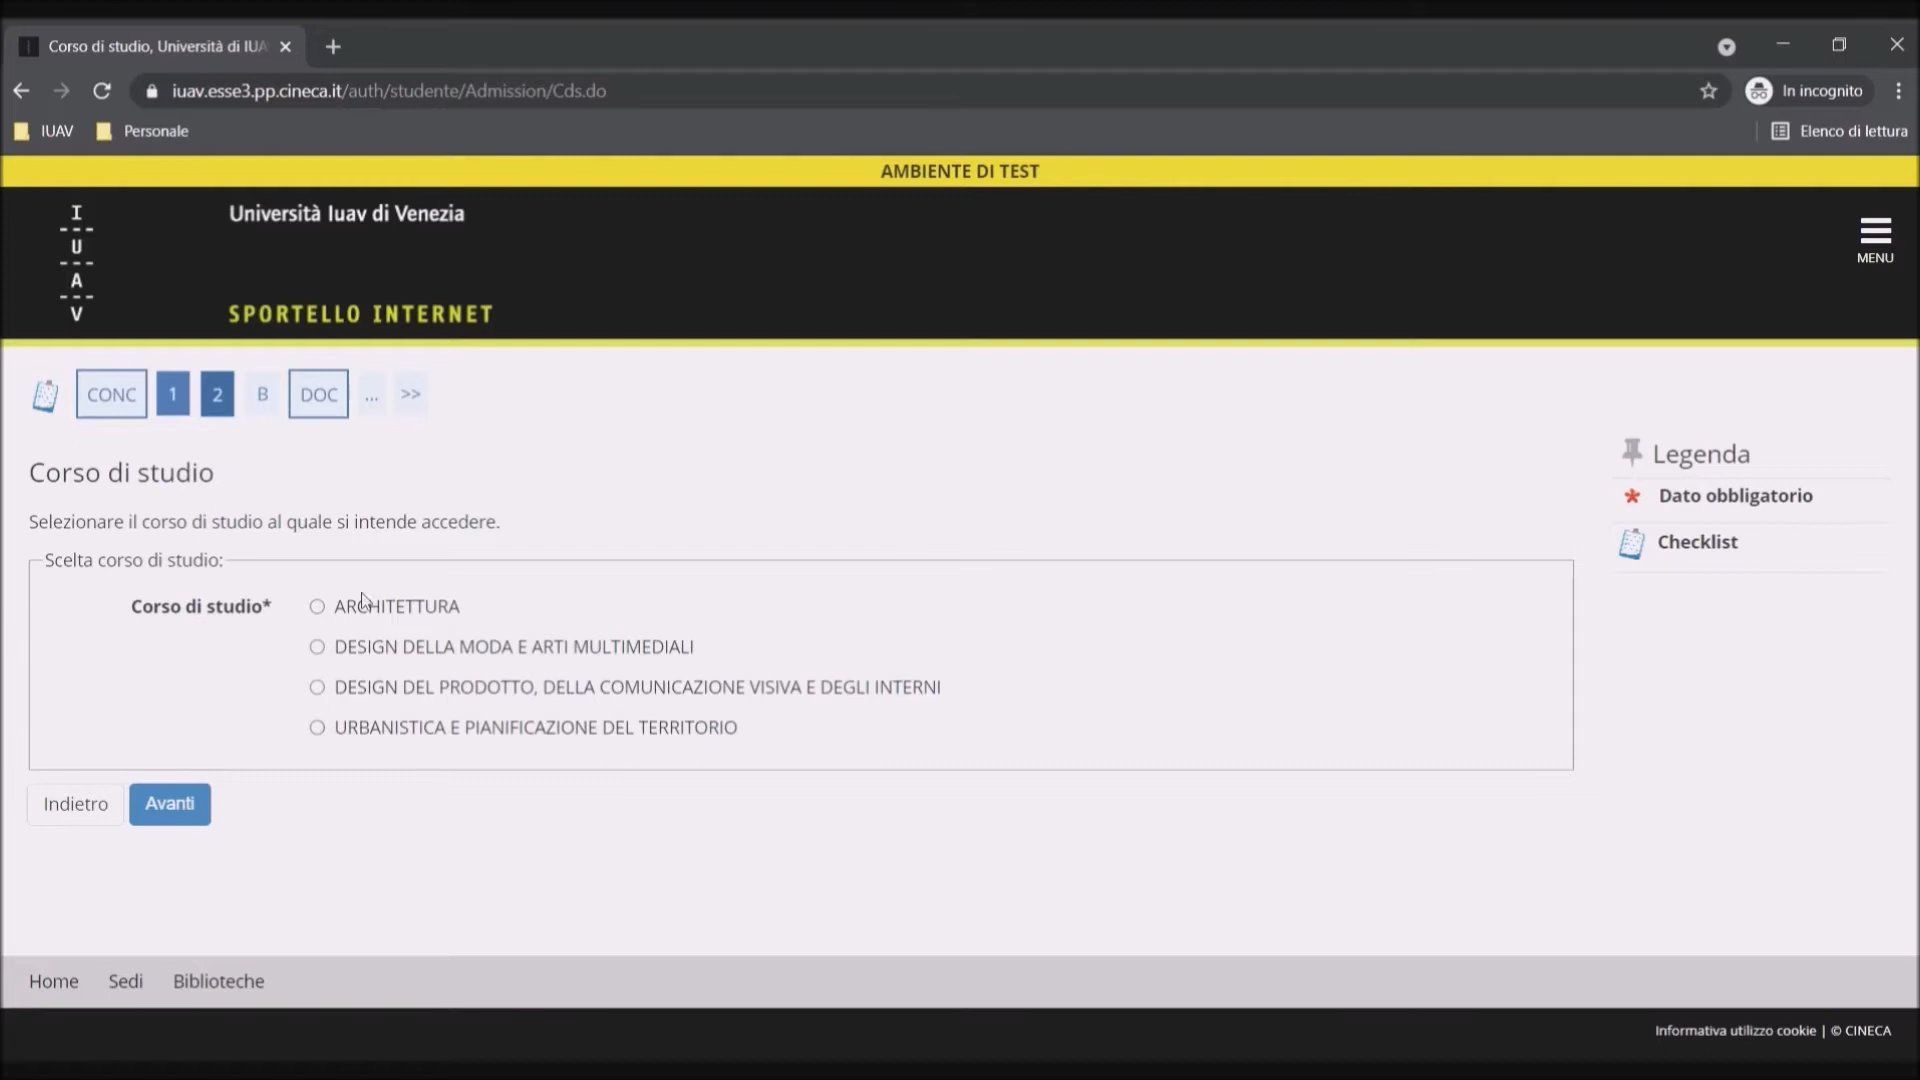 Corso di studio, Università di IUA
iuav.esse3.pp.cineca.it/auth/studente/Admission/Cds.do
In incognito
IUAV
Personale
Elenco di lettura
AMBIENTE DI TEST
I
U
A
V
Università Iuav di Venezia
SPORTELLO INTERNET
MENU
CONC 1 2 B DOC ... >>
Corso di studio
Selezionare il corso di studio al quale si intende accedere.
Scelta corso di studio:
Corso di studio*
ARCHITETTURA
DESIGN DELLA MODA E ARTI MULTIMEDIALI
DESIGN DEL PRODOTTO, DELLA COMUNICAZIONE VISIVA E DEGLI INTERNI
URBANISTICA E PIANIFICAZIONE DEL TERRITORIO
Indietro
Avanti
Legenda
* Dato obbligatorio
Checklist
Home Sedi Biblioteche
Informativa utilizzo cookie | © CINECA